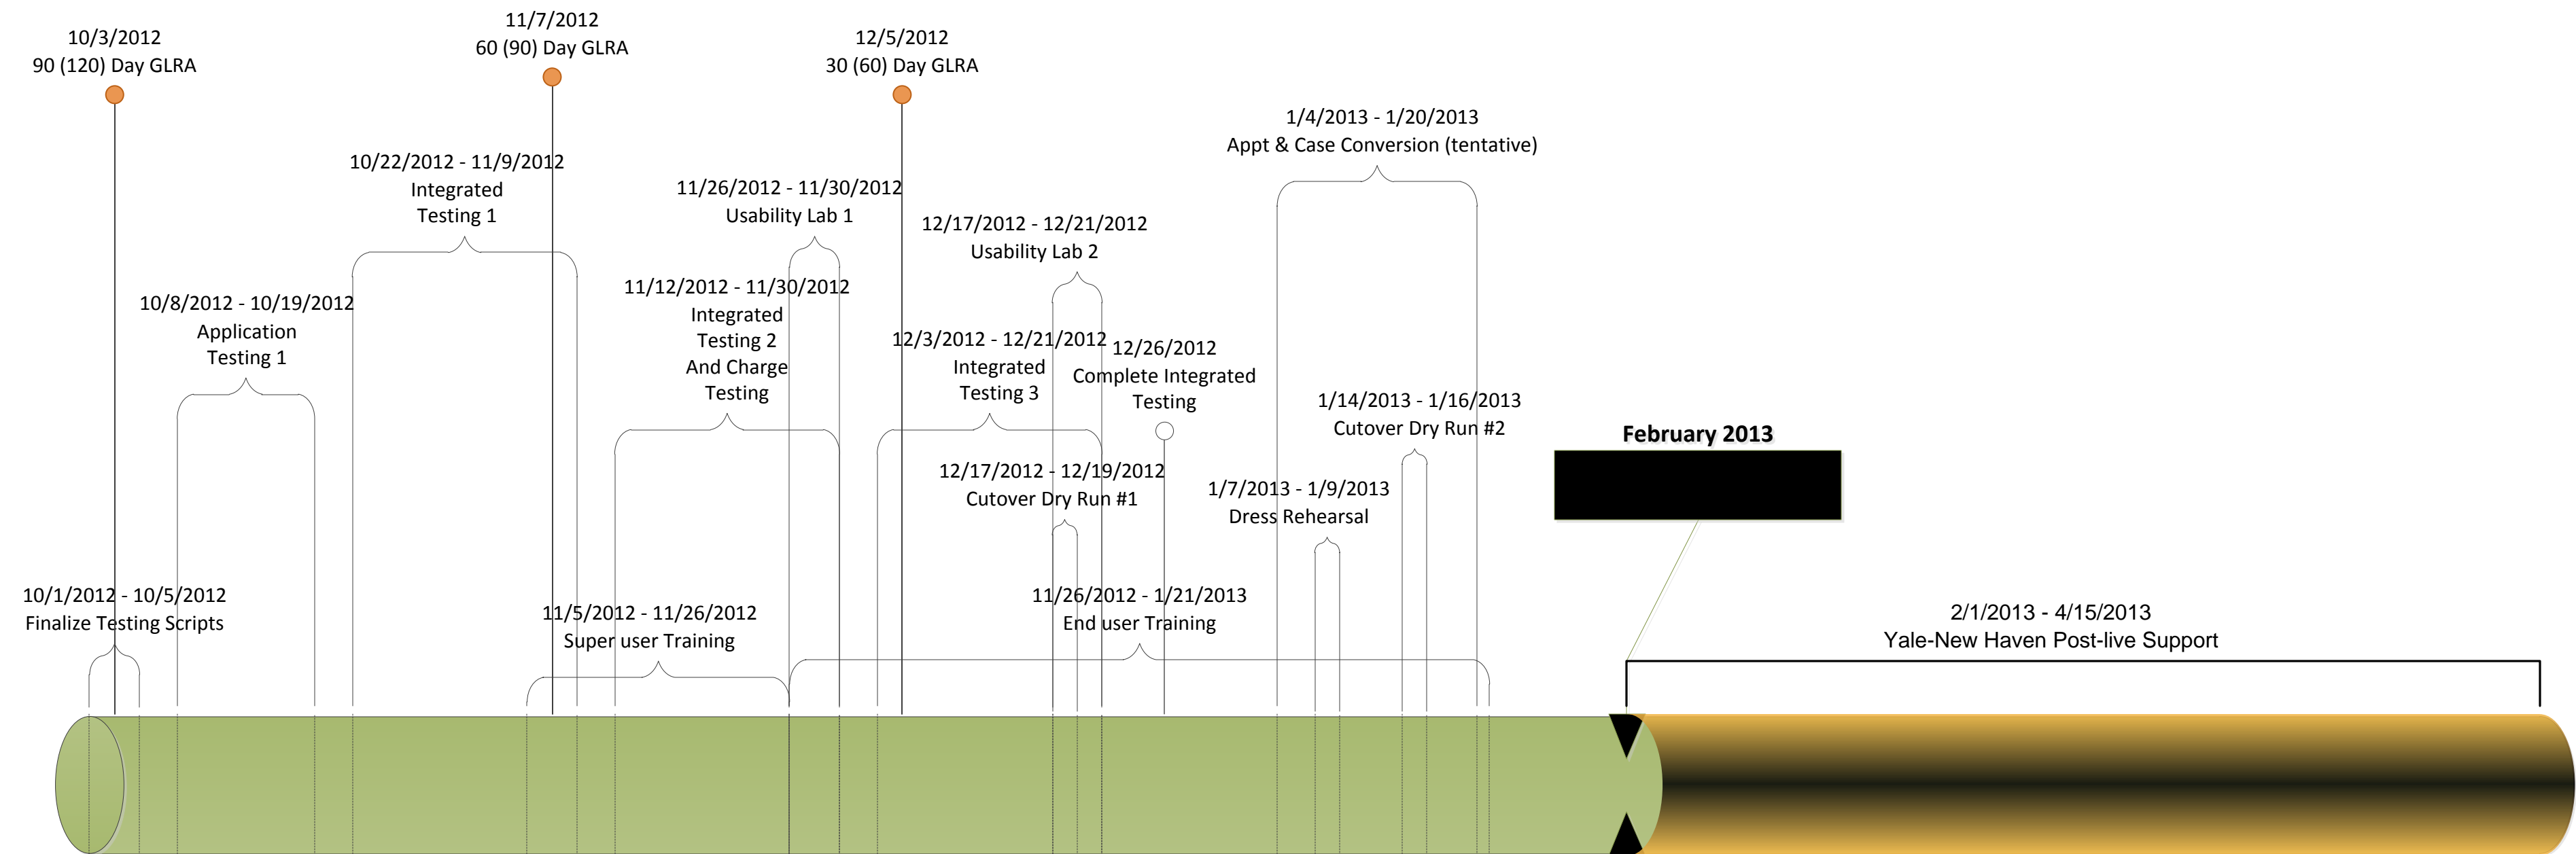 10/3/2012
90 (120) Day GLRA
11/7/2012
60 (90) Day GLRA
12/5/2012
30 (60) Day GLRA
1/4/2013 - 1/20/2013
Appt & Case Conversion (tentative)
10/22/2012 - 11/9/2012
Integrated
Testing 1
11/26/2012 - 11/30/2012
Usability Lab 1
12/17/2012 - 12/21/2012
Usability Lab 2
10/8/2012 - 10/19/2012
Application
Testing 1
11/12/2012 - 11/30/2012
Integrated
Testing 2
And Charge
Testing
12/3/2012 - 12/21/2012
Integrated
Testing 3
12/26/2012
Complete Integrated
Testing
1/14/2013 - 1/16/2013
Cutover Dry Run #2
February 2013
12/17/2012 - 12/19/2012
Cutover Dry Run #1
1/7/2013 - 1/9/2013
Dress Rehearsal
10/1/2012 - 10/5/2012
Finalize Testing Scripts
11/5/2012 - 11/26/2012
Super user Training
11/26/2012 - 1/21/2013
End user Training
2/1/2013 - 4/15/2013
Yale-New Haven Post-live Support